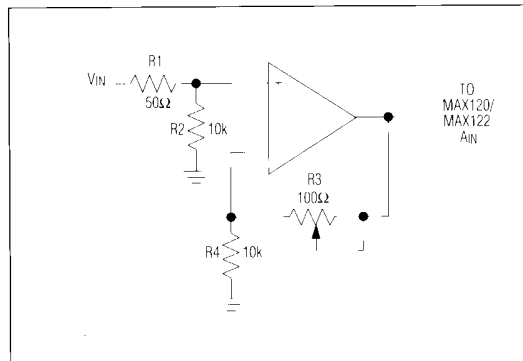 R1
VIN
50Ω
R2 10k
+
TO
MAX120/
MAX122
AIN
R3
100Ω
R4 10k